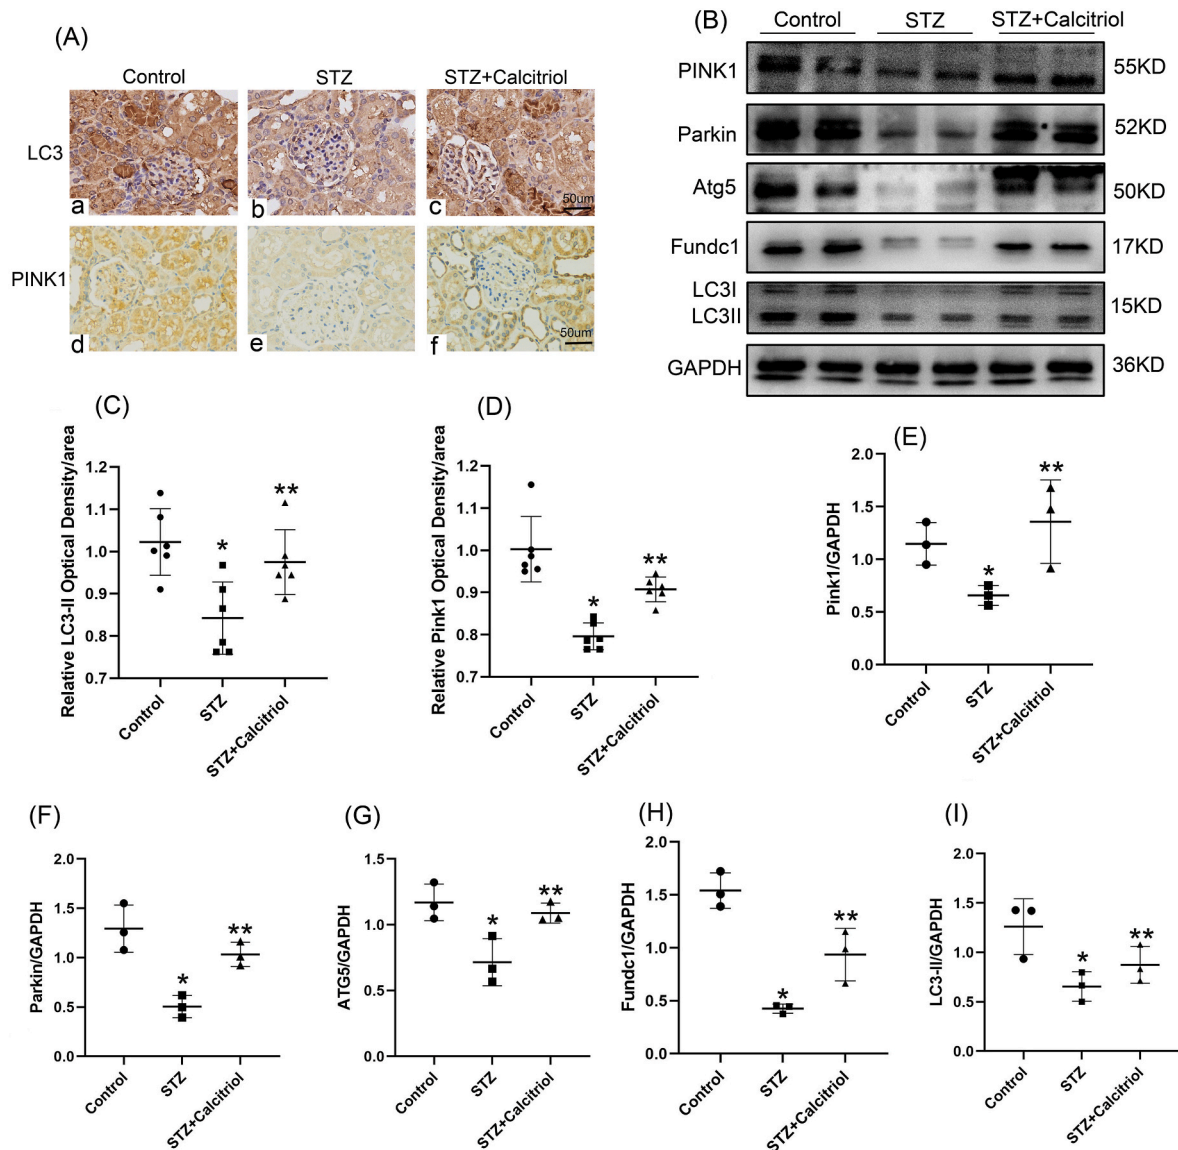 (A)
Control STZ STZ+Calcitriol
LC3
a b c 50um
PINK1
d e f 50um
(B)
Control STZ STZ+Calcitriol
PINK1 55KD
Parkin 52KD
Atg5 50KD
Fundc1 17KD
LC3I
LC3II 15KD
GAPDH 36KD
(C)
Relative LC3-II Optical Density/area
1.2
1.1
1.0
0.9
0.8
0.7
*
**
Control STZ STZ+Calcitriol
(D)
Relative Pink1 Optical Density/area
1.2
1.1
1.0
0.9
0.8
0.7
*
**
Control STZ STZ+Calcitriol
(E)
Pink1/GAPDH
2.0
1.5
1.0
0.5
0.0
*
**
Control STZ STZ+Calcitriol
(F)
Parkin/GAPDH
2.0
1.5
1.0
0.5
0.0
*
**
Control STZ STZ+Calcitriol
(G)
ATG5/GAPDH
1.5
1.0
0.5
0.0
*
**
Control STZ STZ+Calcitriol
(H)
Fundc1/GAPDH
2.0
1.5
1.0
0.5
0.0
*
**
Control STZ STZ+Calcitriol
(I)
LC3-II/GAPDH
2.0
1.5
1.0
0.5
0.0
*
**
Control STZ STZ+Calcitriol